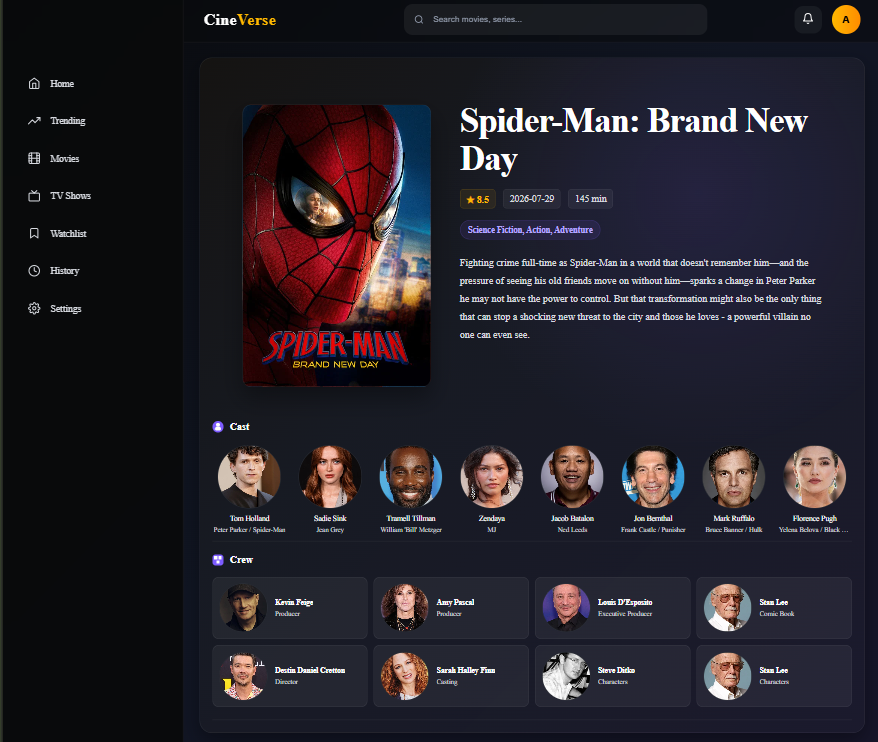 CineVerse
Search movies, series...
A
Home
Trending
Movies
TV Shows
Watchlist
History
Settings
SPIDER-MAN
BRAND NEW DAY
Spider-Man: Brand New
Day
8.5
2026-07-29
145 min
Science Fiction, Action, Adventure
Fighting crime full-time as Spider-Man in a world that doesn't remember him—and the
pressure of seeing his old friends move on without him—sparks a change in Peter Parker
he may not have the power to control. But that transformation might also be the only thing
that can stop a shocking new threat to the city and those he loves - a powerful villain no
one can even see.
Cast
Tom Holland
Peter Parker / Spider-Man
Sadie Sink
Jean Grey
Tramell Tillman
William 'Bill' Metzger
Zendaya
MJ
Jacob Batalon
Ned Leeds
Jon Bernthal
Frank Castle / Punisher
Mark Ruffalo
Bruce Banner / Hulk
Florence Pugh
Yelena Belova / Black ...
Crew
Kevin Feige
Producer
Amy Pascal
Producer
Louis D'Esposito
Executive Producer
Stan Lee
Comic Book
Destin Daniel Cretton
Director
Sarah Halley Finn
Casting
Steve Ditko
Characters
Stan Lee
Characters